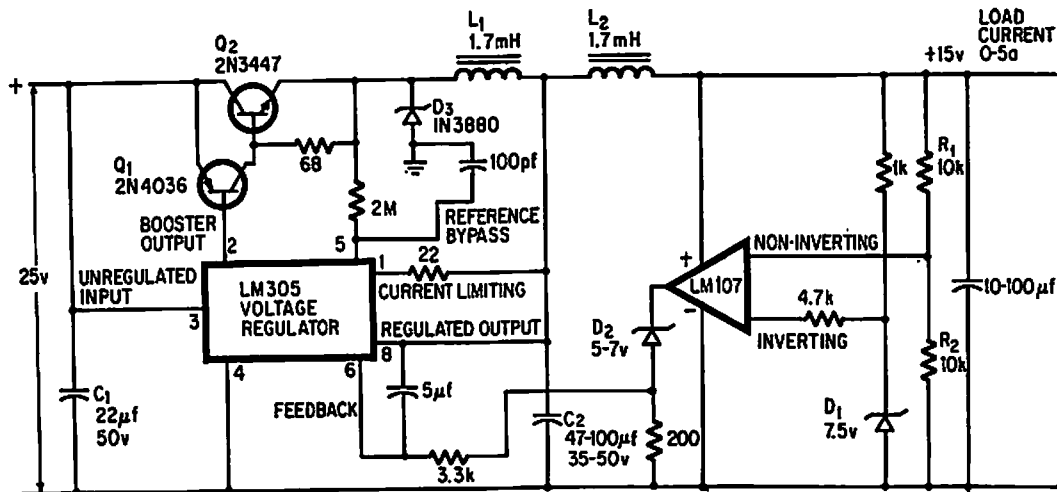 Q2
2N3447
L1
1.7mH
L2
1.7mH
LOAD
CURRENT
0-5a
+15v
+
D3
1N3880
68
100pf
Q1
2N4036
2M
REFERENCE
BYPASS
BOOSTER
OUTPUT
2
5
1k
R1
10k
25v
UNREGULATED
INPUT
3
LM305
VOLTAGE
REGULATOR
1
22
CURRENT LIMITING
REGULATED OUTPUT
8
4
6
+
LM107
-
NON-INVERTING
4.7k
INVERTING
10-100μf
D2
5-7v
R2
10k
C1
22μf
50v
FEEDBACK
5μf
3.3k
C2
47-100μf
35-50v
200
D1
7.5v